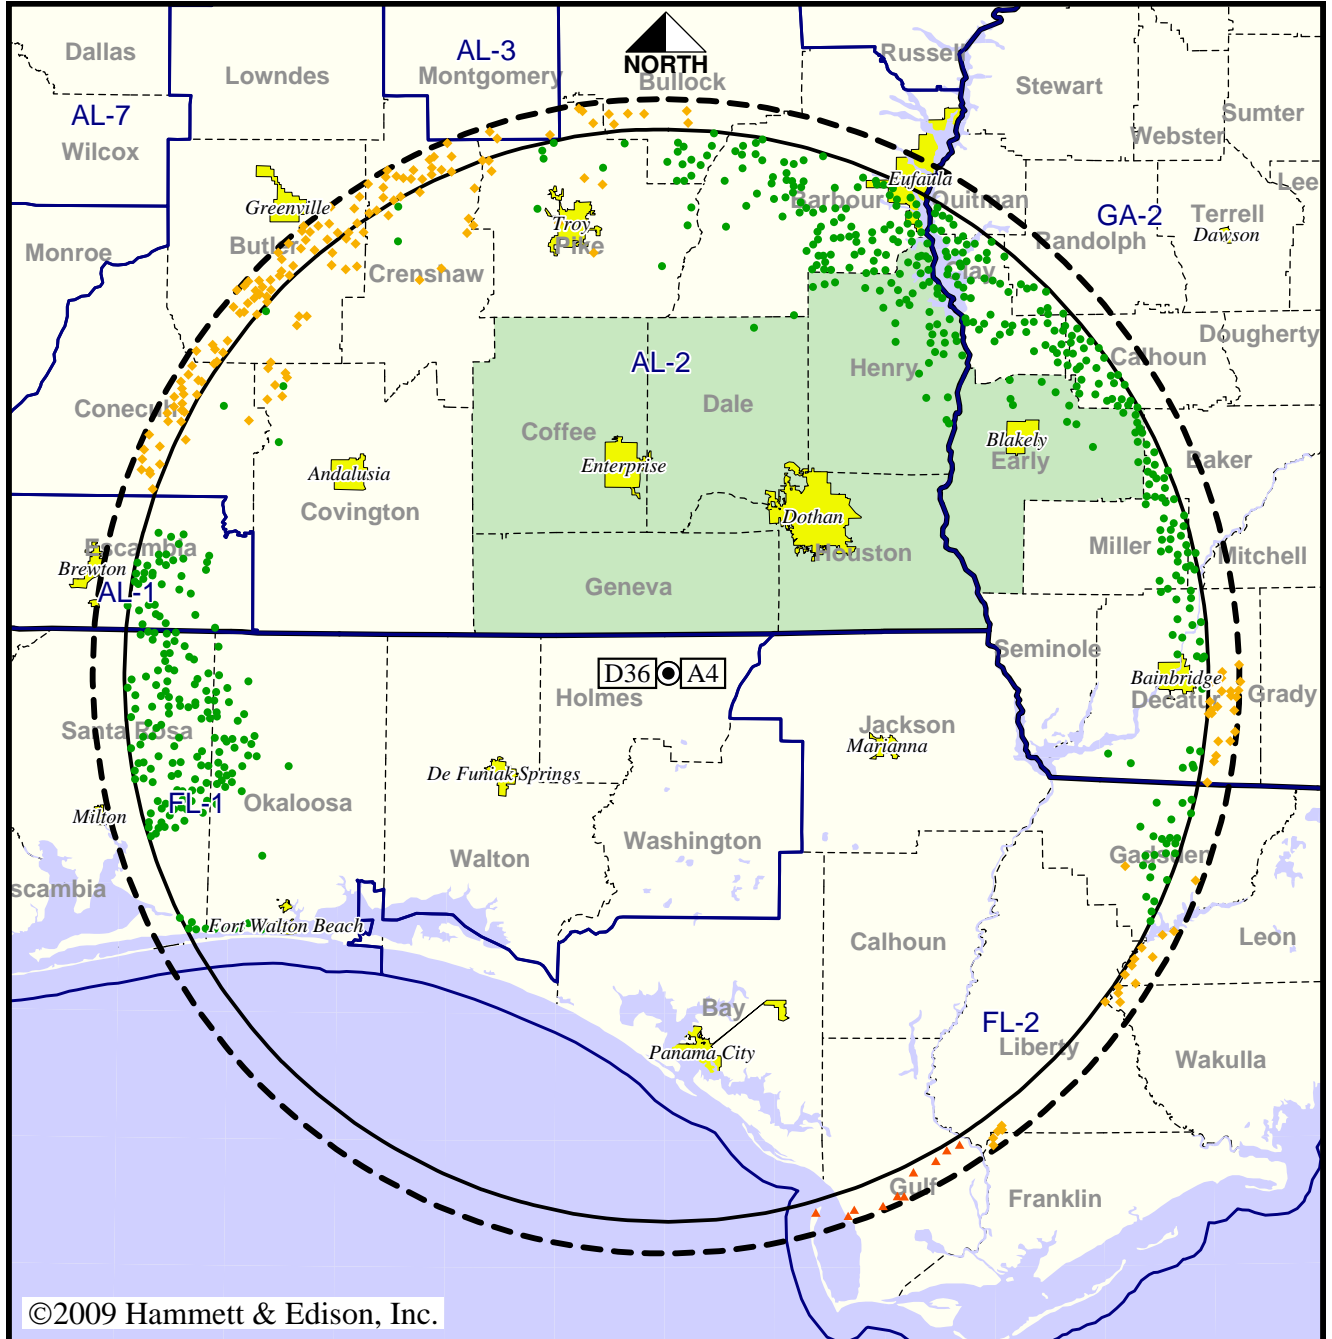 Dallas
Lowndes
AL-3
Montgomery
NORTH
Bullock
Russell
Stewart
Sumter
AL-7
Wilcox
Webster
Lee
Greenville
Butler
Monroe
Crenshaw
Troy
Pike
Barbour
Eufaula
Quitman
GA-2
Terrell
Dawson
Randolph
Clay
Dougherty
Calhoun
AL-2
Henry
Dale
Conecuh
Coffee
Enterprise
Andalusia
Covington
Blakely
Early
Baker
Dothan
Houston
Miller
Mitchell
Escambia
Brewton
AL-1
Geneva
Seminole
D36
A4
Holmes
Bainbridge
Decatur
Grady
Santa Rosa
Jackson
Marianna
De Funiak Springs
FL-1
Okaloosa
Milton
Walton
Washington
Gadsden
scambia
Fort Walton Beach
Calhoun
Leon
Bay
FL-2
Liberty
Panama City
Wakulla
Gulf
Franklin
©2009 Hammett & Edison, Inc.